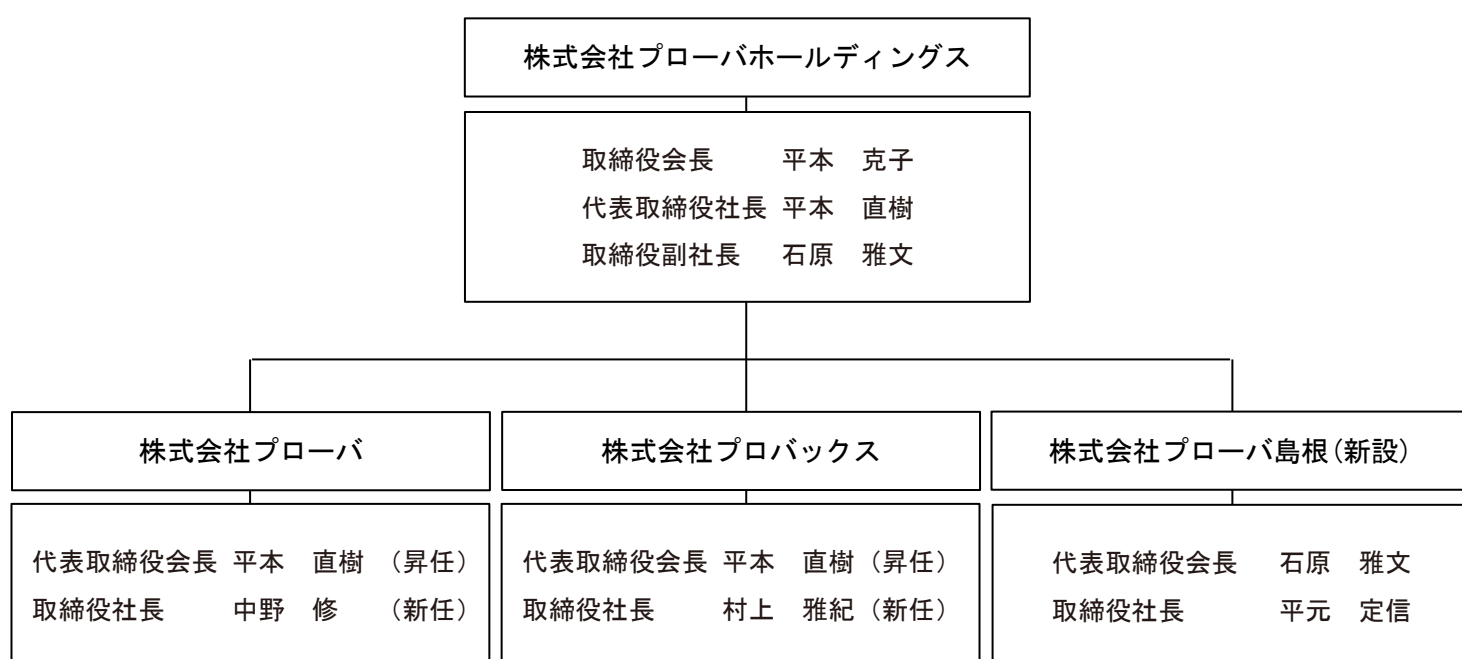 株式会社プローバホールディングス
取締役会長 平本 克子
代表取締役社長 平本 直樹
取締役副社長 石原 雅文
株式会社プローバ
代表取締役会長 平本 直樹 (昇任)
取締役社長 中野 修 (新任)
株式会社プロバックス
代表取締役会長 平本 直樹 (昇任)
取締役社長 村上 雅紀 (新任)
株式会社プローバ島根(新設)
代表取締役会長 石原 雅文
取締役社長 平元 定信